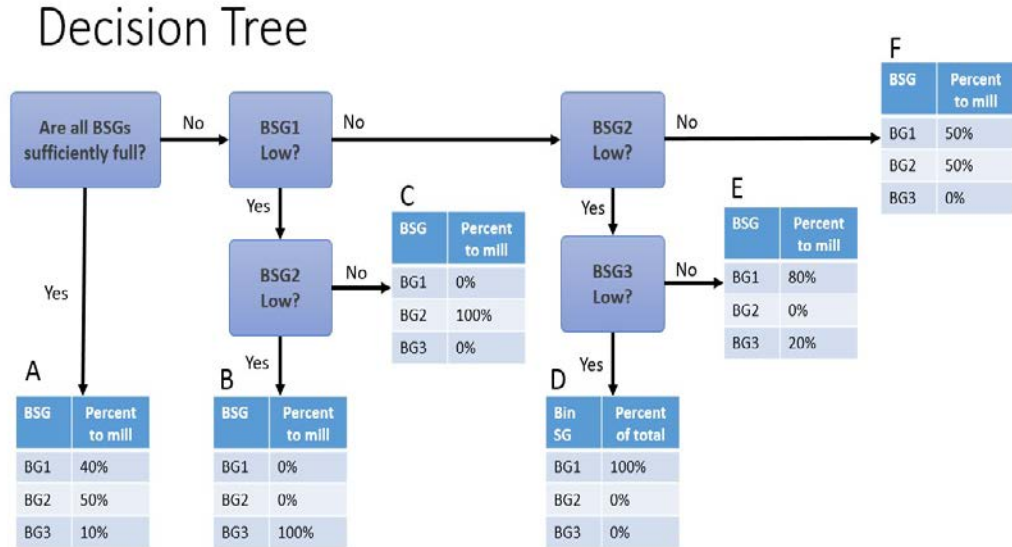 Decision Tree
Are all BSGs
sufficiently full?
No
BSG1
Low?
No
BSG2
Low?
No
F
BSG Percent
to mill
BG1 50%
BG2 50%
BG3 0%
Yes
Yes
BSG2
Low?
No
C
BSG Percent
to mill
BG1 0%
BG2 100%
BG3 0%
Yes
BSG3
Low?
No
E
BSG Percent
to mill
BG1 80%
BG2 0%
BG3 20%
A
BSG Percent
to mill
BG1 40%
BG2 50%
BG3 10%
Yes
B
BSG Percent
to mill
BG1 0%
BG2 0%
BG3 100%
Yes
D
Bin Percent
SG of total
BG1 100%
BG2 0%
BG3 0%